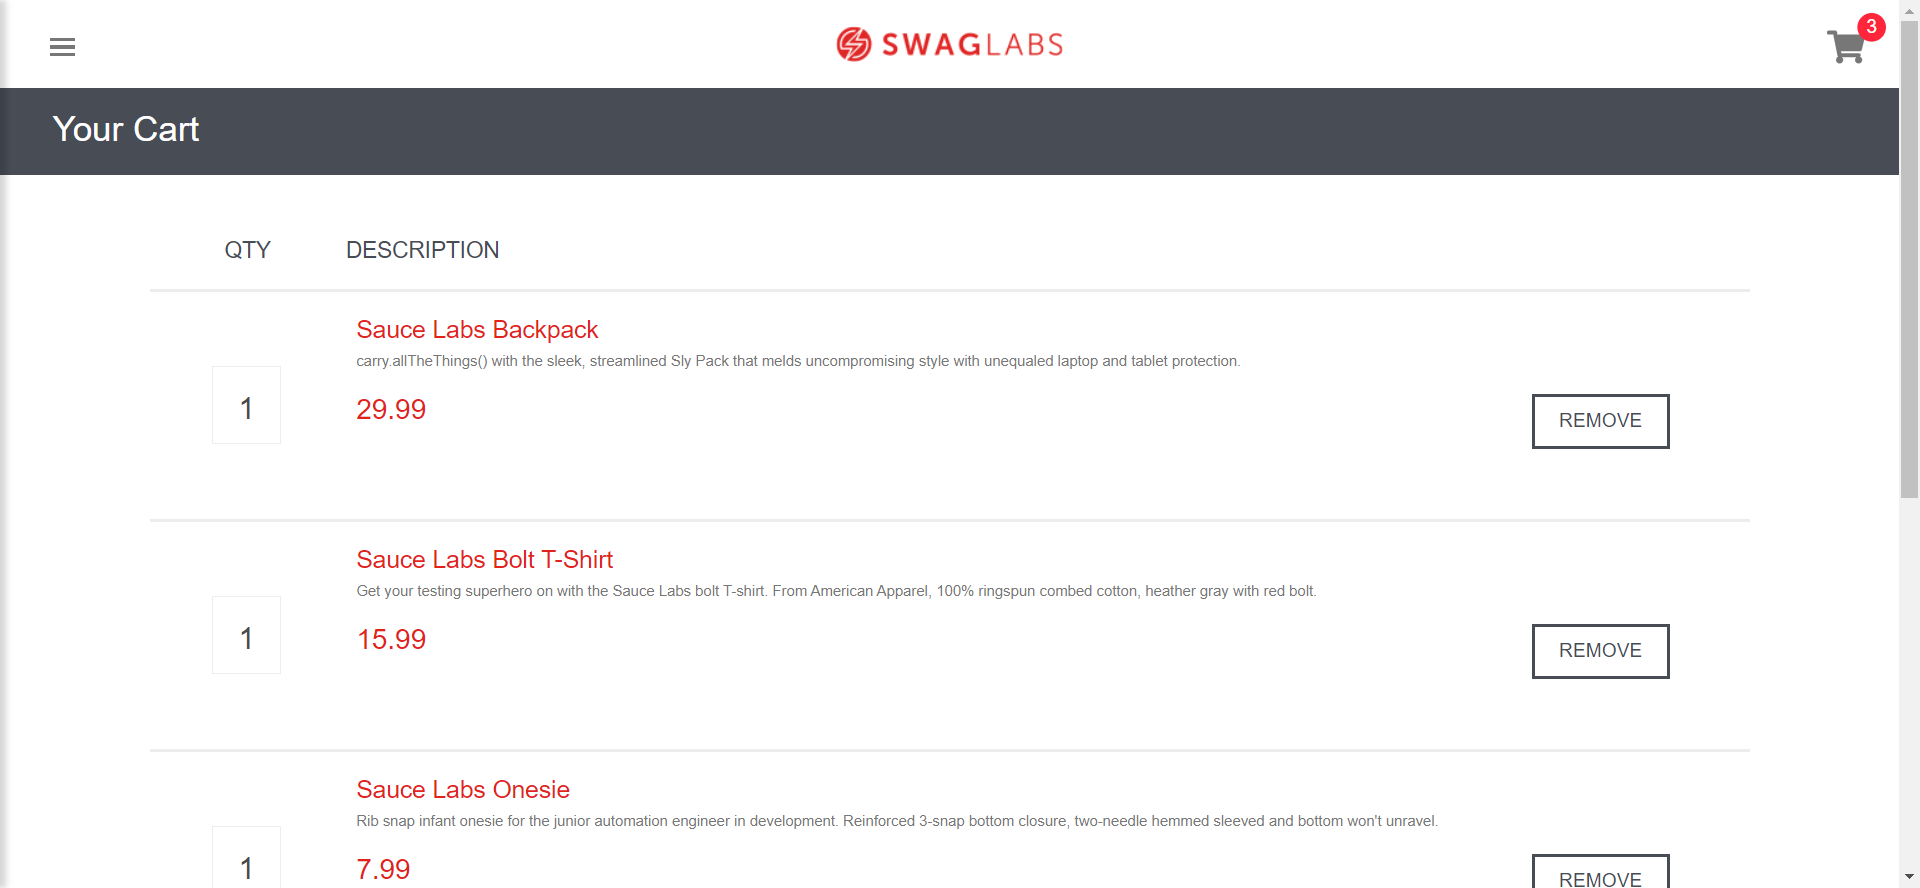 SWAGLABS
3
Your Cart
QTY DESCRIPTION
Sauce Labs Backpack
carry.allTheThings() with the sleek, streamlined Sly Pack that melds uncompromising style with unequaled laptop and tablet protection.
1
29.99
REMOVE
Sauce Labs Bolt T-Shirt
Get your testing superhero on with the Sauce Labs bolt T-shirt. From American Apparel, 100% ringspun combed cotton, heather gray with red bolt.
1
15.99
REMOVE
Sauce Labs Onesie
Rib snap infant onesie for the junior automation engineer in development. Reinforced 3-snap bottom closure, two-needle hemmed sleeved and bottom won't unravel.
1
7.99
REMOVE